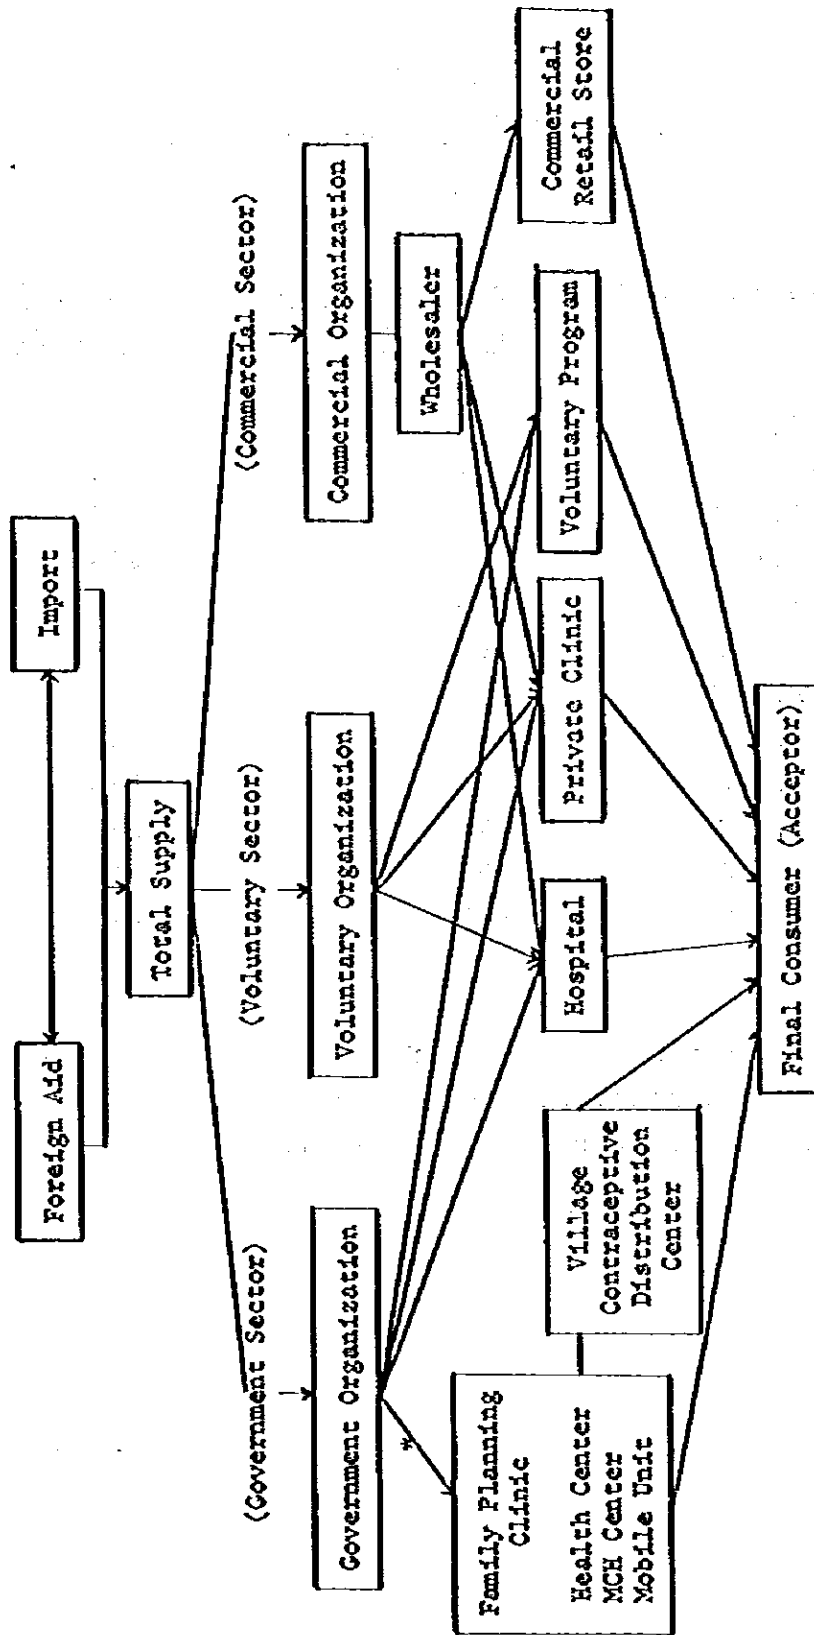 Foreign Aid
Import
Total Supply
(Government Sector)
(Voluntary Sector)
(Commercial Sector)
Government Organization
Voluntary Organization
Commercial Organization
Wholesaler
*
Family Planning
Clinic
Health Center
MCH Center
Mobile Unit
Village
Contraceptive
Distribution
Center
Hospital
Private Clinic
Voluntary Program
Commercial
Retail Store
Final Consumer (Acceptor)